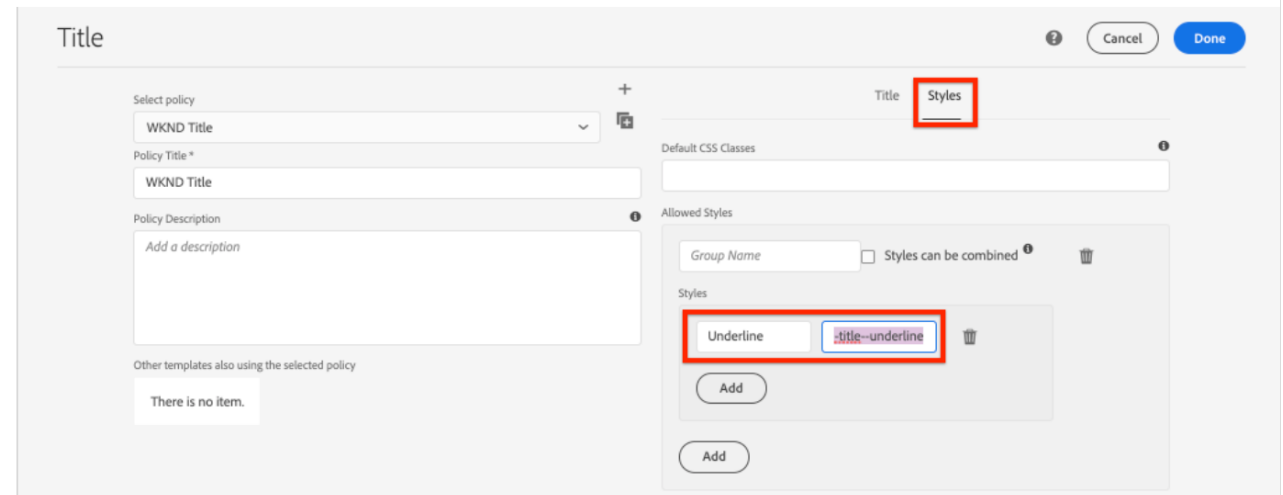 Title
Cancel
Done
Select policy
WKND Title
Policy Title *
WKND Title
Policy Description
Add a description
Other templates also using the selected policy
There is no item.
Title
Styles
Default CSS Classes
Allowed Styles
Group Name
Styles can be combined
Styles
Underline
-title--underline
Add
Add